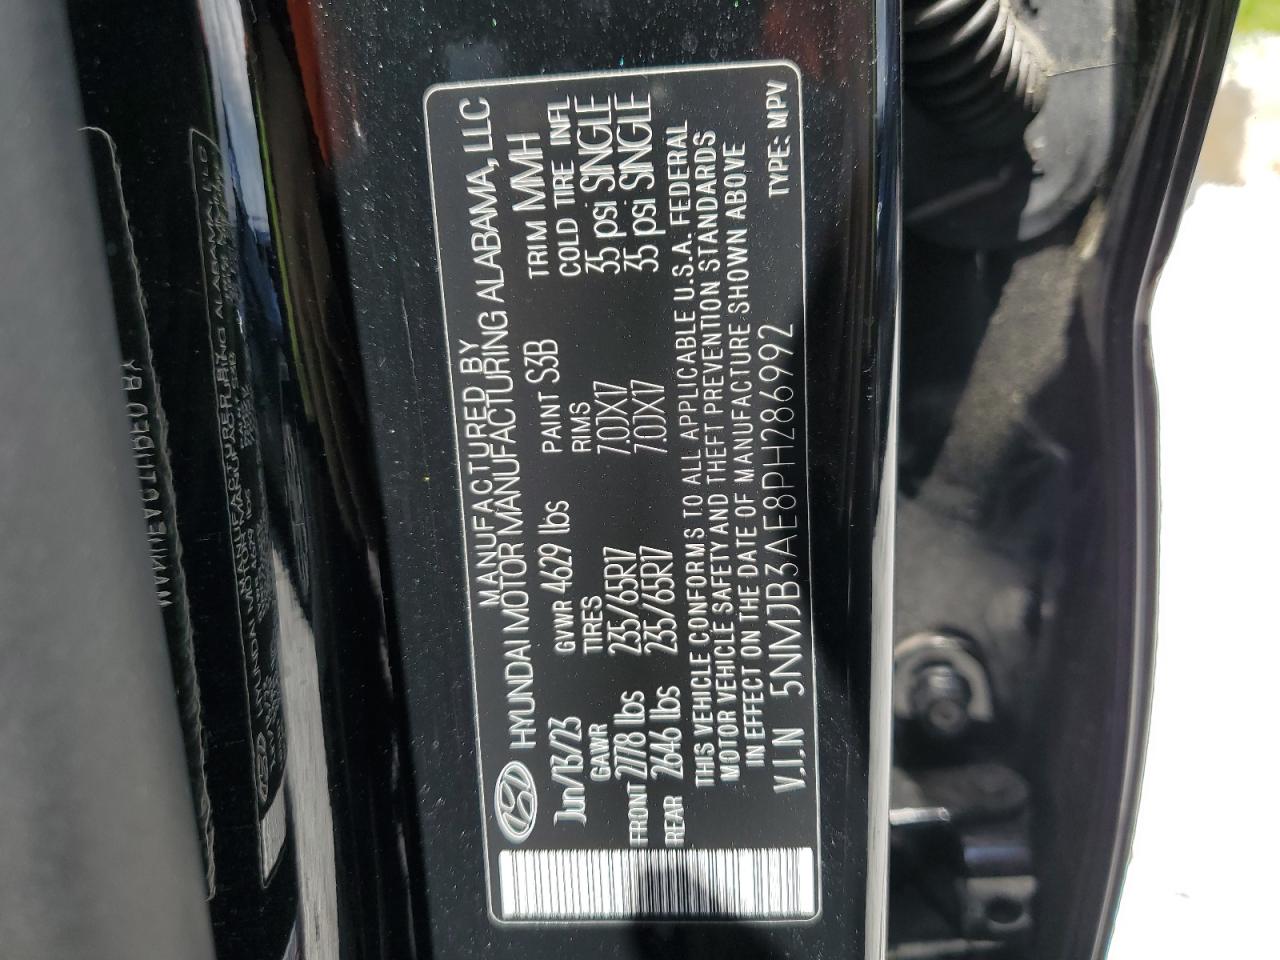 MANUFACTURED BY
HYUNDAI MOTOR MANUFACTURING ALABAMA, LLC
Jun/13/23 GVWR 4629 lbs PAINT S3B TRIM MMH
GAWR TIRES RIMS COLD TIRE INFL
FRONT 2778 lbs 235/65R17 7.0JX17 35 psi SINGLE
REAR 2646 lbs 235/65R17 7.0JX17 35 psi SINGLE
THIS VEHICLE CONFORMS TO ALL APPLICABLE U.S.A. FEDERAL
MOTOR VEHICLE SAFETY AND THEFT PREVENTION STANDARDS
IN EFFECT ON THE DATE OF MANUFACTURE SHOWN ABOVE
V.I.N 5NMJB3AE8PH286992 TYPE: MPV